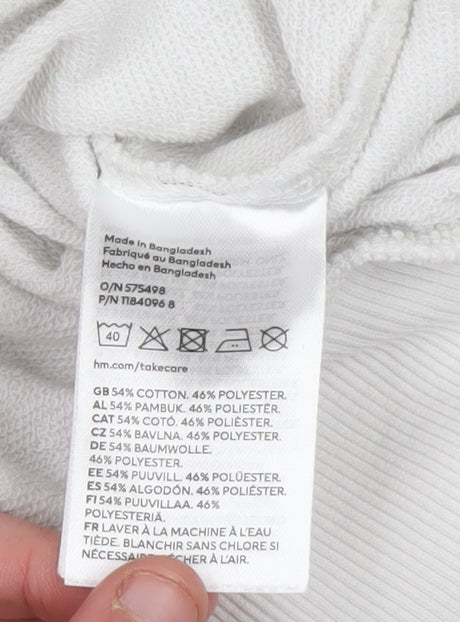 Made in Bangladesh
Fabriqué au Bangladesh
Hecho en Bangladesh
O/N 575498
P/N 1184096 8
40
hm.com/takecare
GB 54% COTTON. 46% POLYESTER.
AL 54% PAMBUK. 46% POLIESTËR.
CAT 54% COTÓ. 46% POLIÈSTER.
CZ 54% BAVLNA. 46% POLYESTER.
DE 54% BAUMWOLLE.
46% POLYESTER.
EE 54% PUUVILL. 46% POLÜESTER.
ES 54% ALGODÓN. 46% POLIÉSTER.
FI 54% PUUVILLAA. 46%
POLYESTERIÄ.
FR LAVER À LA MACHINE À L'EAU
TIÈDE. BLANCHIR SANS CHLORE SI
NÉCESSAIRE. SÉCHER À L'AIR.